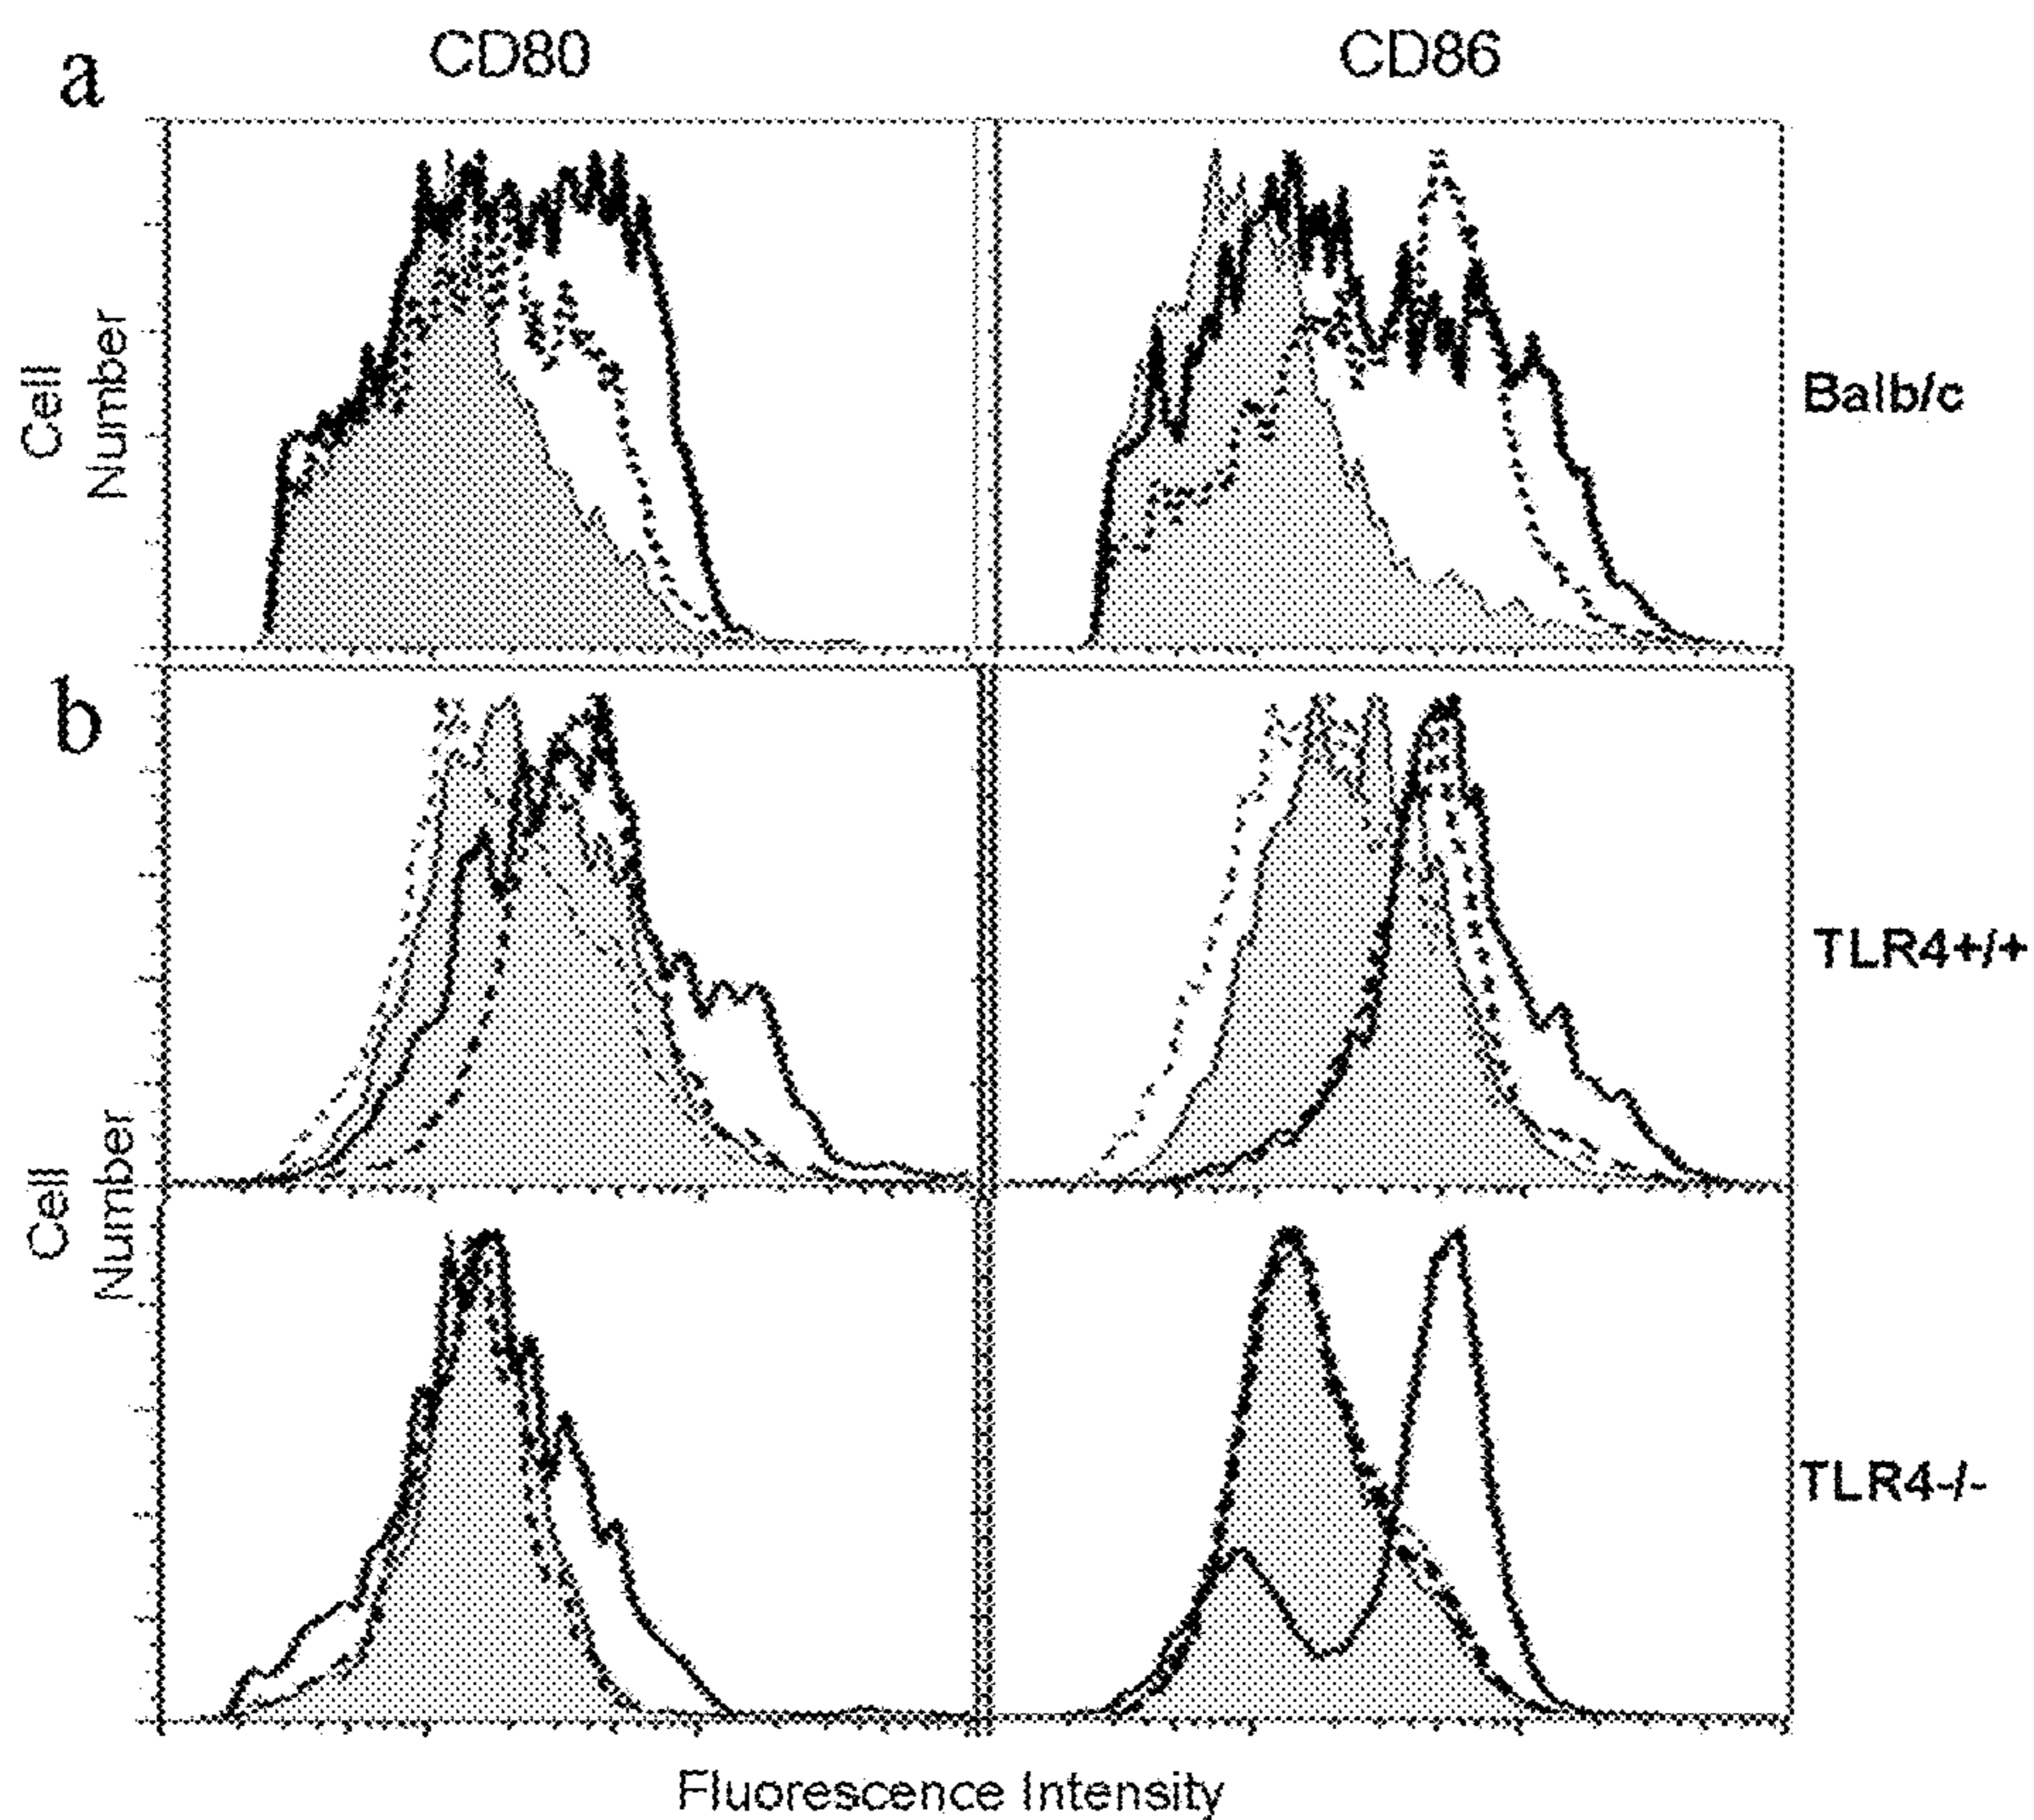 a
CD80
CD86
Cell
Number
Balb/c
b
TLR4+/+
Cell
Number
TLR4-/-
Fluorescence Intensity